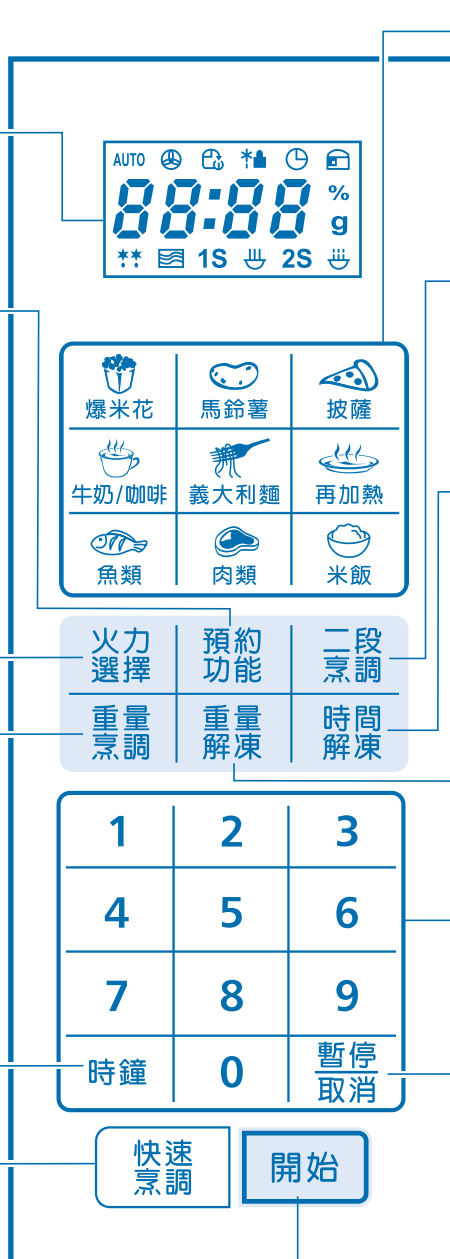 AUTO
88:88 %
g
1S 2S
爆米花 馬鈴薯 披薩
牛奶/咖啡 義大利麵 再加熱
魚類 肉類 米飯
火力 預約 二段
選擇 功能 烹調
重量 重量 時間
烹調 解凍 解凍
1 2 3
4 5 6
7 8 9
時鐘 0 暫停
取消
快速 開始
烹調